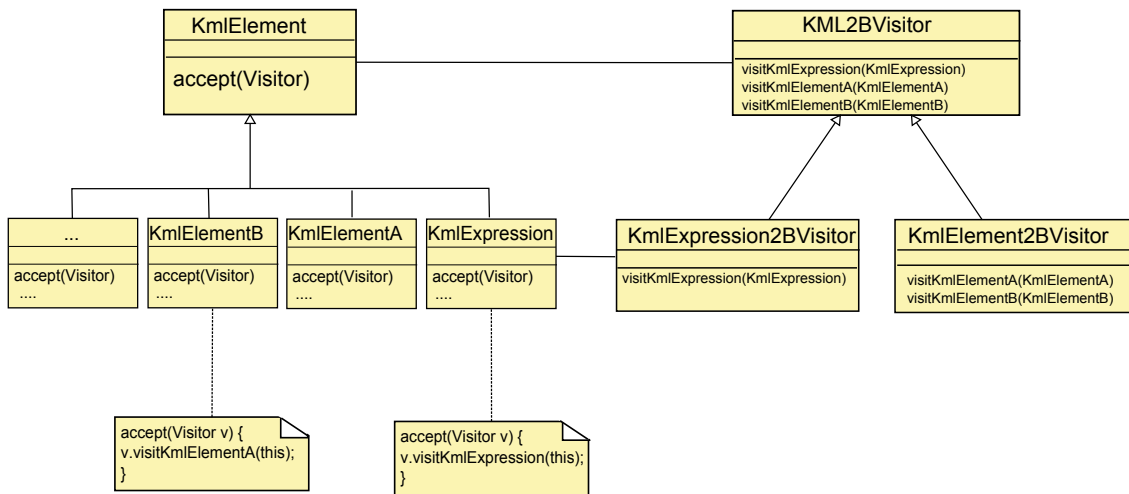 KmlElement
accept(Visitor)
KML2BVisitor
visitKmlExpression(KmlExpression)
visitKmlElementA(KmlElementA)
visitKmlElementB(KmlElementB)
...
accept(Visitor)
....
KmlElementB
accept(Visitor)
....
KmlElementA
accept(Visitor)
....
KmlExpression
accept(Visitor)
....
KmlExpression2BVisitor
visitKmlExpression(KmlExpression)
KmlElement2BVisitor
visitKmlElementA(KmlElementA)
visitKmlElementB(KmlElementB)
accept(Visitor v) {
v.visitKmlElementA(this);
}
accept(Visitor v) {
v.visitKmlExpression(this);
}